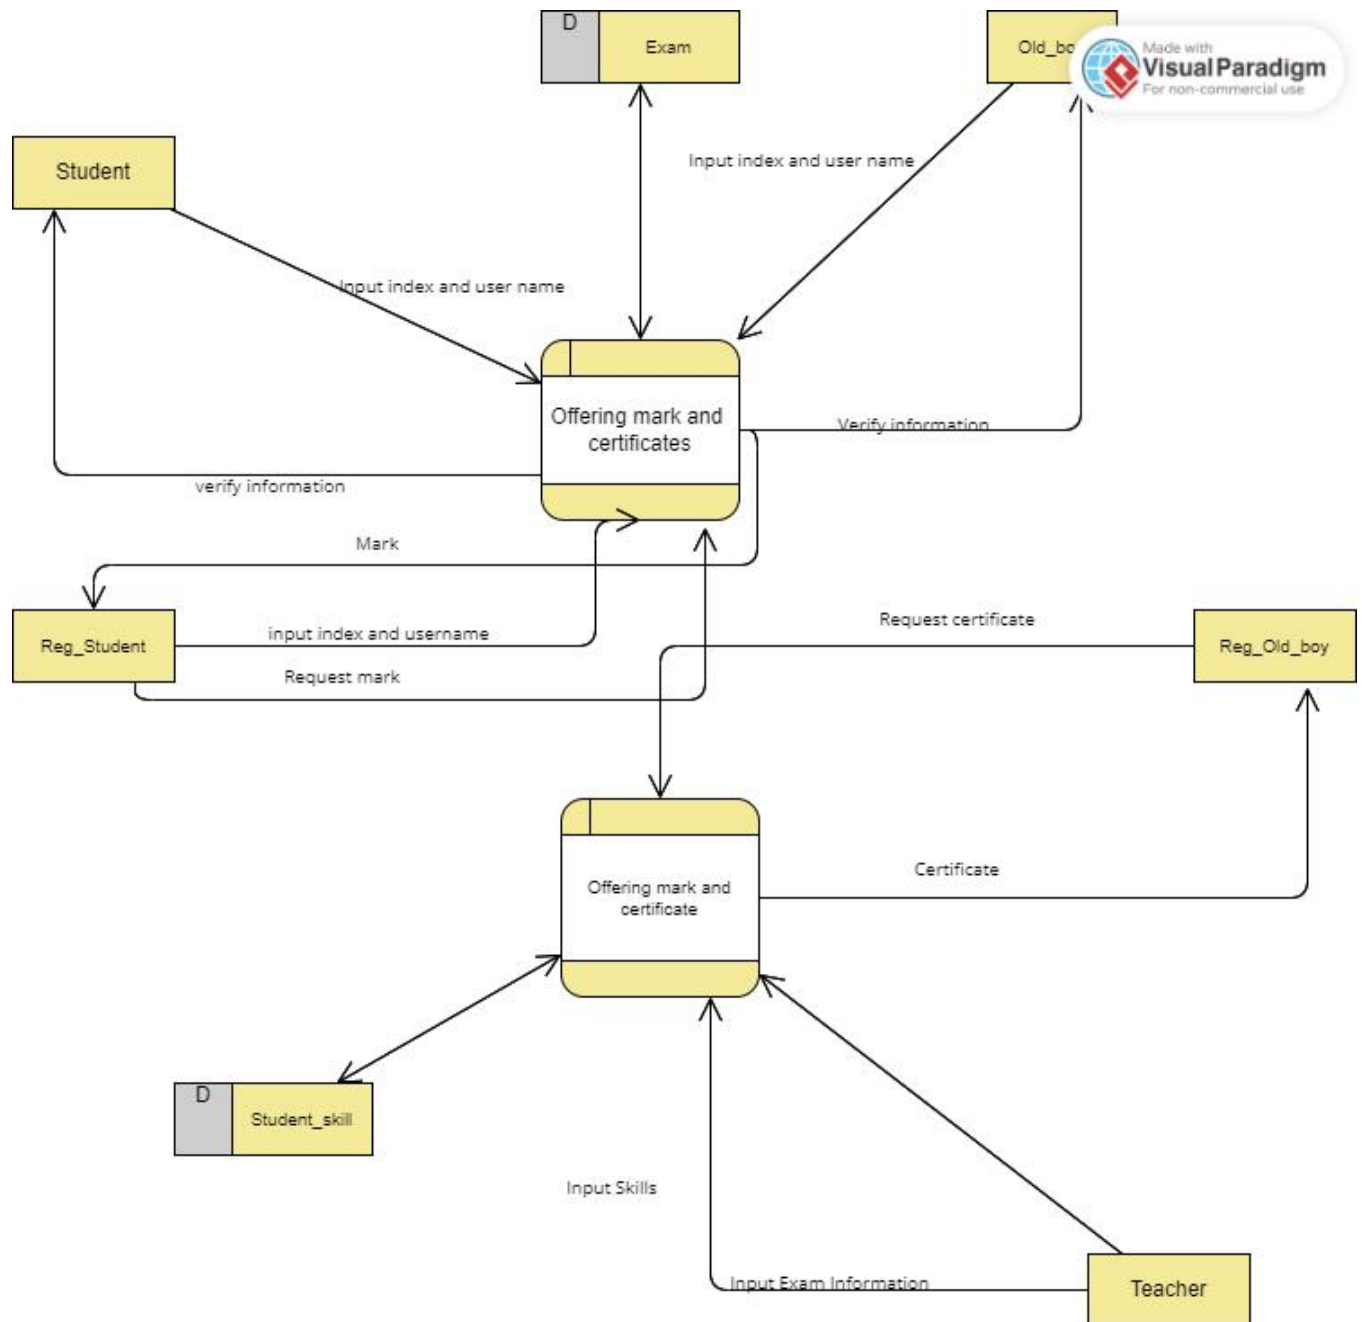 D
Exam
Old_bo
Made with
Visual Paradigm
For non-commercial use
Input index and user name
Student
Input index and user name
Offering mark and
certificates
Verify information
verify information
Mark
Reg_Student
input index and username
Request mark
Request certificate
Reg_Old_boy
Offering mark and
certificate
Certificate
D
Student_skill
Input Skills
Input Exam Information
Teacher